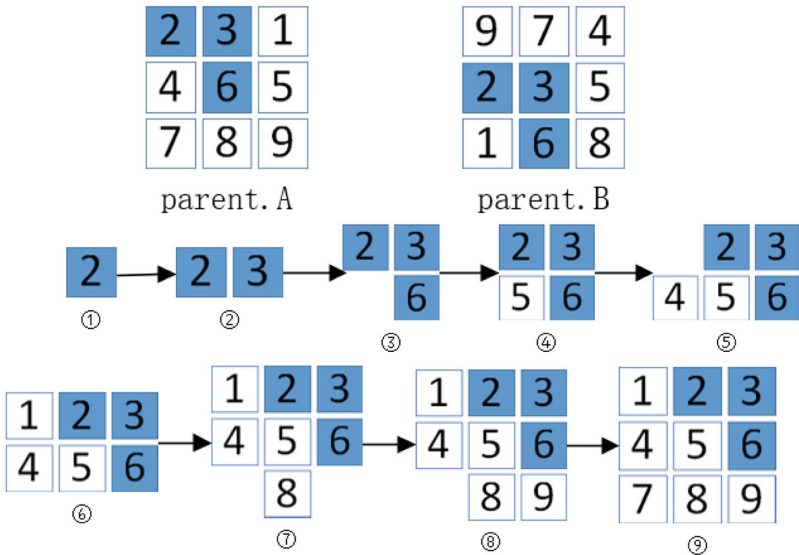 2 3 1 9 7 4
4 6 5 2 3 5
7 8 9 1 6 8
parent.A parent.B
2 2 3 2 3 2 3 2 3
6 5 6 4 5 6
① ② ③ ④ ⑤
1 2 3 1 2 3 1 2 3 1 2 3
4 5 6 4 5 6 4 5 6 4 5 6
8 8 9 7 8 9
⑥ ⑦ ⑧ ⑨